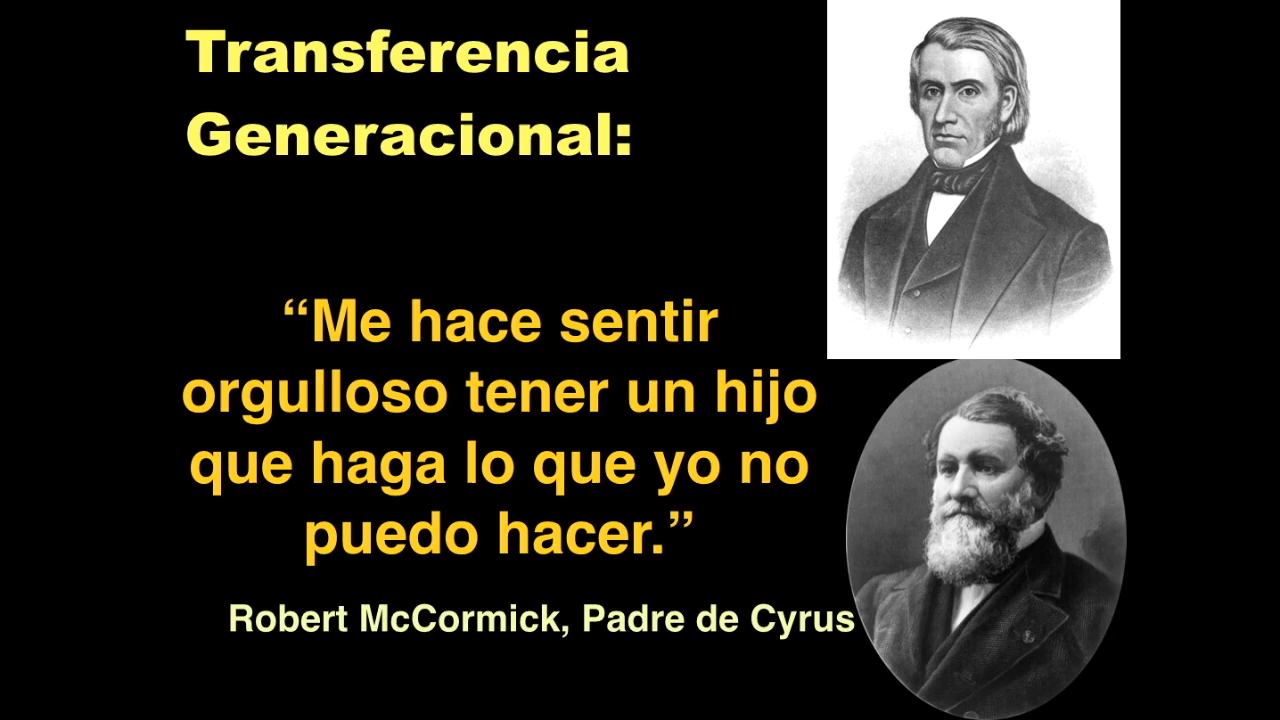 Transferencia
Generacional:
“Me hace sentir
orgulloso tener un hijo
que haga lo que yo no
puedo hacer.”
Robert McCormick, Padre de Cyrus